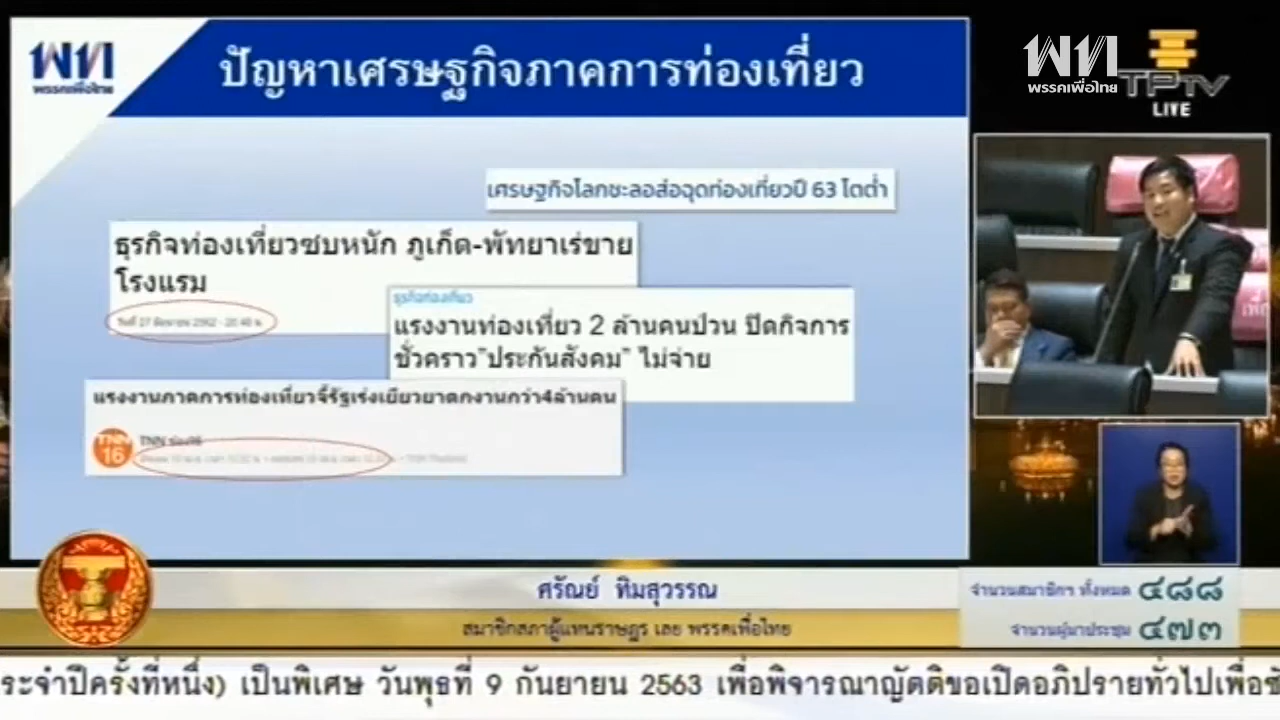 พท
พรรคเพื่อไทย
ปัญหาเศรษฐกิจภาคการท่องเที่ยว
พท
พรรคเพื่อไทย
TPTV
LIVE
เศรษฐกิจโลกชะลอส่อฉุดท่องเที่ยวปี 63 โตต่ำ
ธุรกิจท่องเที่ยวซบหนัก ภูเก็ต-พัทยาเร่ขาย
โรงแรม
ธุรกิจท่องเที่ยว
แรงงานท่องเที่ยว 2 ล้านคนป่วน ปิดกิจการ
ชั่วคราว"ประกันสังคม" ไม่จ่าย
แรงงานภาคการท่องเที่ยวจี้รัฐเร่งเยียวยาตกงานกว่า4ล้านคน
TNN
16
TNN ช่อง16
ศรัณย์ ทิมสุวรรณ
สมาชิกสภาผู้แทนราษฎร เลย พรรคเพื่อไทย
จำนวนสมาชิกฯ ทั้งหมด ๔๘๘
จำนวนผู้มาประชุม ๔๗๓
ระจำปีครั้งที่หนึ่ง) เป็นพิเศษ วันพุธที่ 9 กันยายน 2563 เพื่อพิจารณาญัตติขอเปิดอภิปรายทั่วไปเพื่อซั